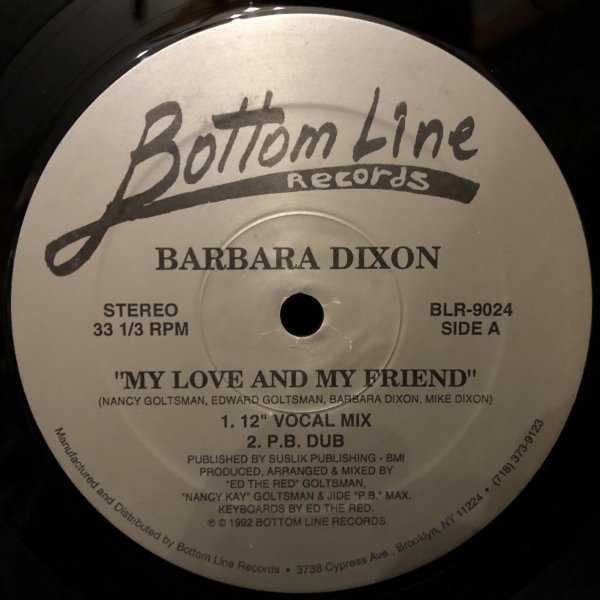 Bottom Line
Records
BARBARA DIXON
STEREO
33 1/3 RPM
BLR-9024
SIDE A
"MY LOVE AND MY FRIEND"
(NANCY GOLTSMAN, EDWARD GOLTSMAN, BARBARA DIXON, MIKE DIXON)
1. 12" VOCAL MIX
2. P.B. DUB
PUBLISHED BY SUSLIK PUBLISHING - BMI
PRODUCED, ARRANGED & MIXED BY
"ED THE RED" GOLTSMAN,
"NANCY KAY" GOLTSMAN & JIDE "P.B." MAX,
KEYBOARDS BY ED THE RED.
℗ © 1992 BOTTOM LINE RECORDS
Manufactured and Distributed by Bottom Line Records • 3736 Cypress Ave., Brooklyn, NY 11224 • (718) 373-9123